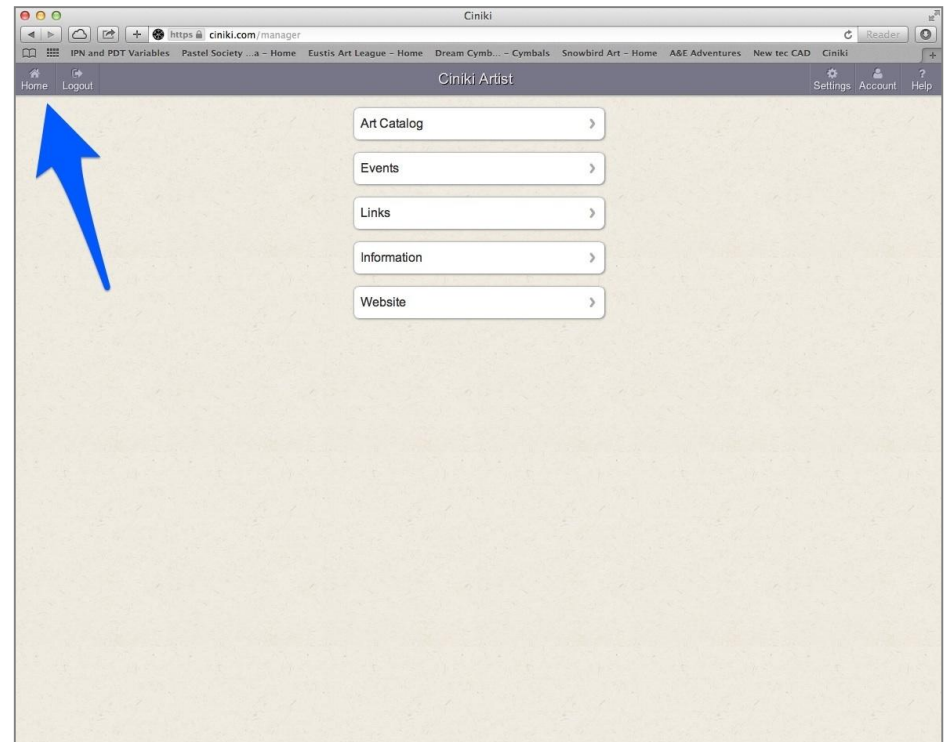 Ciniki
https ciniki.com/manager
Reader
IPN and PDT Variables Pastel Society ...a – Home Eustis Art League – Home Dream Cymb... – Cymbals Snowbird Art – Home A&E Adventures New tec CAD Ciniki
Home Logout Ciniki Artist Settings Account ? Help
Art Catalog
Events
Links
Information
Website